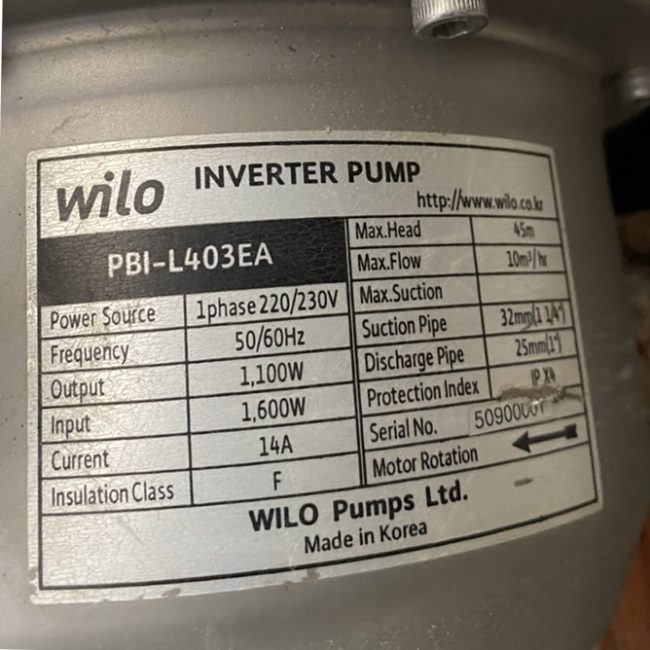 wilo INVERTER PUMP
http://www.wilo.co.kr
PBI-L403EA
Power Source 1phase 220/230V
Frequency 50/60Hz
Output 1,100W
Input 1,600W
Current 14A
Insulation Class F
Max.Head 45m
Max.Flow 10m³/hr
Max.Suction
Suction Pipe 32mm(1 1/4")
Discharge Pipe 25mm(1")
Protection Index IP X4
Serial No.
Motor Rotation
WILO Pumps Ltd.
Made in Korea